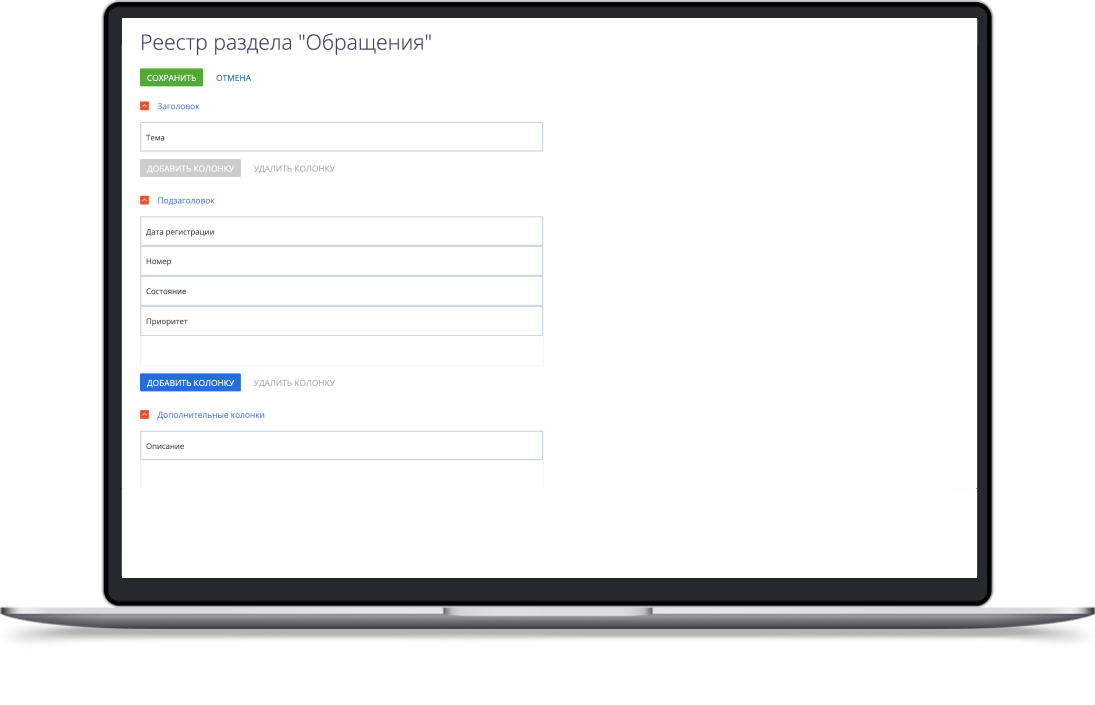 Реестр раздела "Обращения"
СОХРАНИТЬ ОТМЕНА
Заголовок
Тема
ДОБАВИТЬ КОЛОНКУ УДАЛИТЬ КОЛОНКУ
Подзаголовок
Дата регистрации
Номер
Состояние
Приоритет
ДОБАВИТЬ КОЛОНКУ УДАЛИТЬ КОЛОНКУ
Дополнительные колонки
Описание